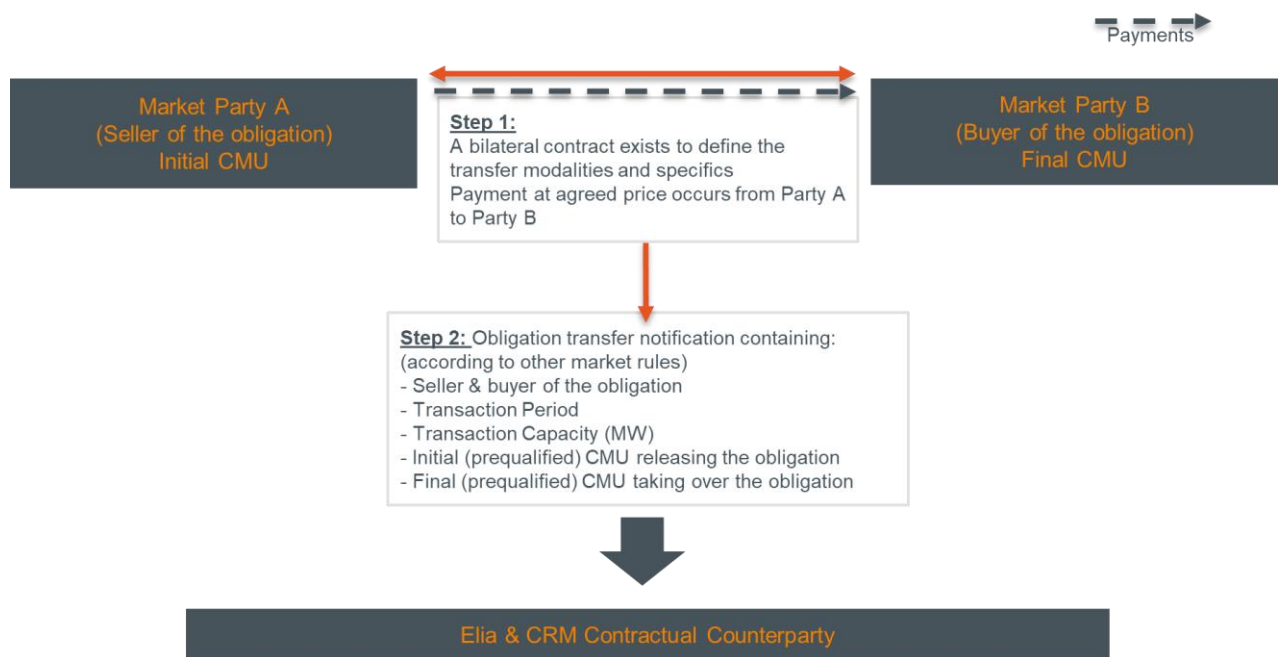 Payments
Market Party A
(Seller of the obligation)
Initial CMU
Step 1:
A bilateral contract exists to define the
transfer modalities and specifics
Payment at agreed price occurs from Party A
to Party B
Market Party B
(Buyer of the obligation)
Final CMU
Step 2: Obligation transfer notification containing:
(according to other market rules)
- Seller & buyer of the obligation
- Transaction Period
- Transaction Capacity (MW)
- Initial (prequalified) CMU releasing the obligation
- Final (prequalified) CMU taking over the obligation
Elia & CRM Contractual Counterparty